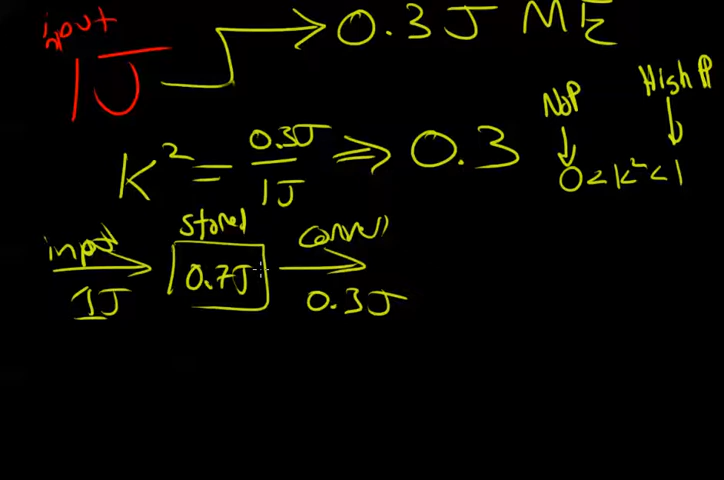 input
1J
0.3J ME
K² = 0.3J / 1J ⇒ 0.3
NoP
High P
0 < k² < 1
input
1J
stored
0.7J
0.3J